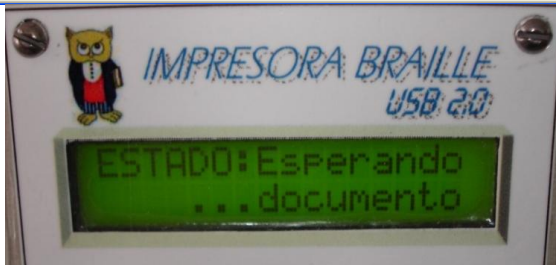 IMPRESORA BRAILLE
USB 2.0
ESTADO:Esperando
...documento